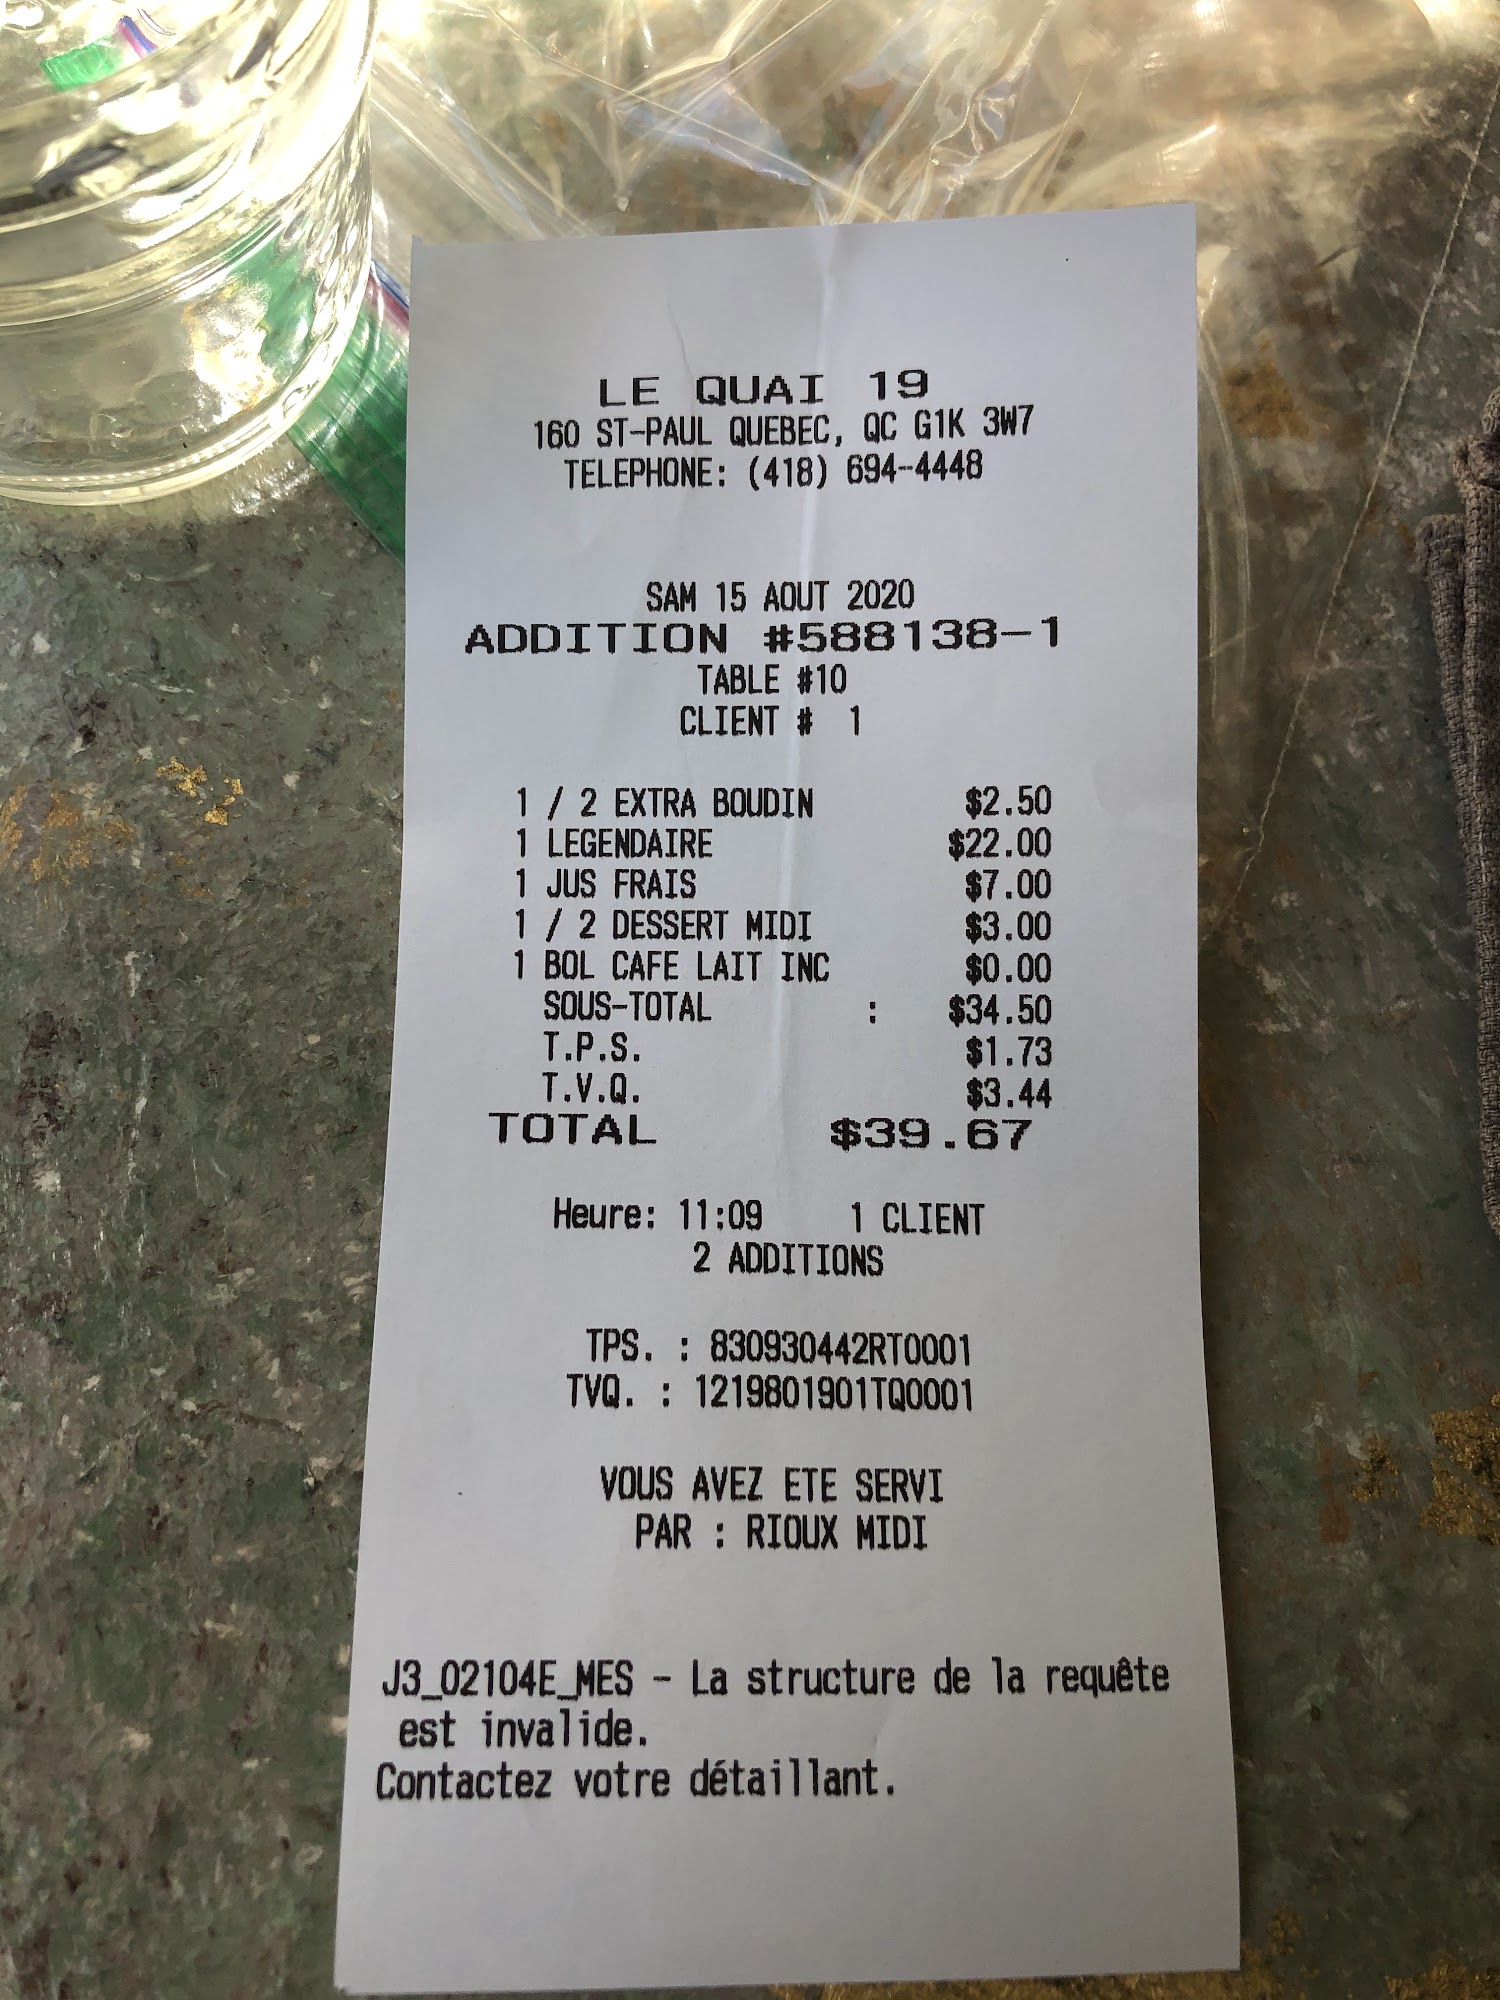 LE QUAI 19
160 ST-PAUL QUEBEC, QC G1K 3W7
TELEPHONE: (418) 694-4448
SAM 15 AOUT 2020
ADDITION #588138-1
TABLE #10
CLIENT # 1
1 / 2 EXTRA BOUDIN $2.50
1 LEGENDAIRE $22.00
1 JUS FRAIS $7.00
1 / 2 DESSERT MIDI $3.00
1 BOL CAFE LAIT INC $0.00
SOUS-TOTAL : $34.50
T.P.S. $1.73
T.V.Q. $3.44
TOTAL $39.67
Heure: 11:09 1 CLIENT
2 ADDITIONS
TPS. : 830930442RT0001
TVQ. : 1219801901TQ0001
VOUS AVEZ ETE SERVI
PAR : RIOUX MIDI
J3_02104E_MES - La structure de la requête
est invalide.
Contactez votre détaillant.